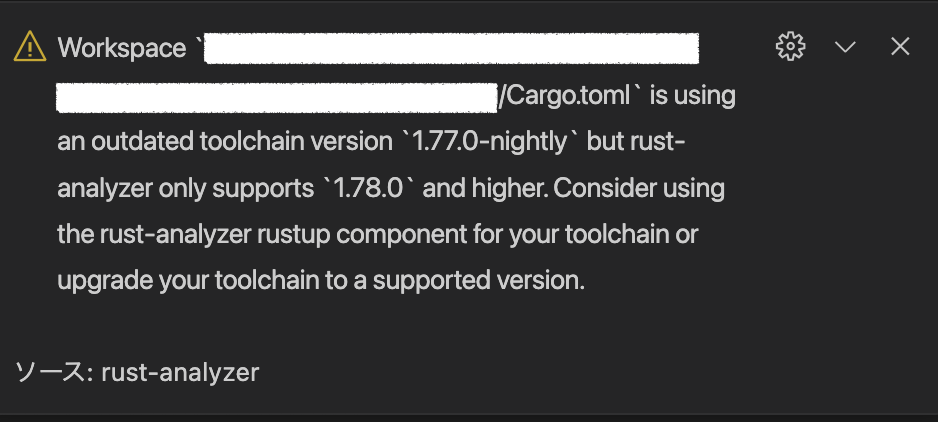 Workspace `
/Cargo.toml` is using
an outdated toolchain version `1.77.0-nightly` but rust-
analyzer only supports `1.78.0` and higher. Consider using
the rust-analyzer rustup component for your toolchain or
upgrade your toolchain to a supported version.
ソース: rust-analyzer